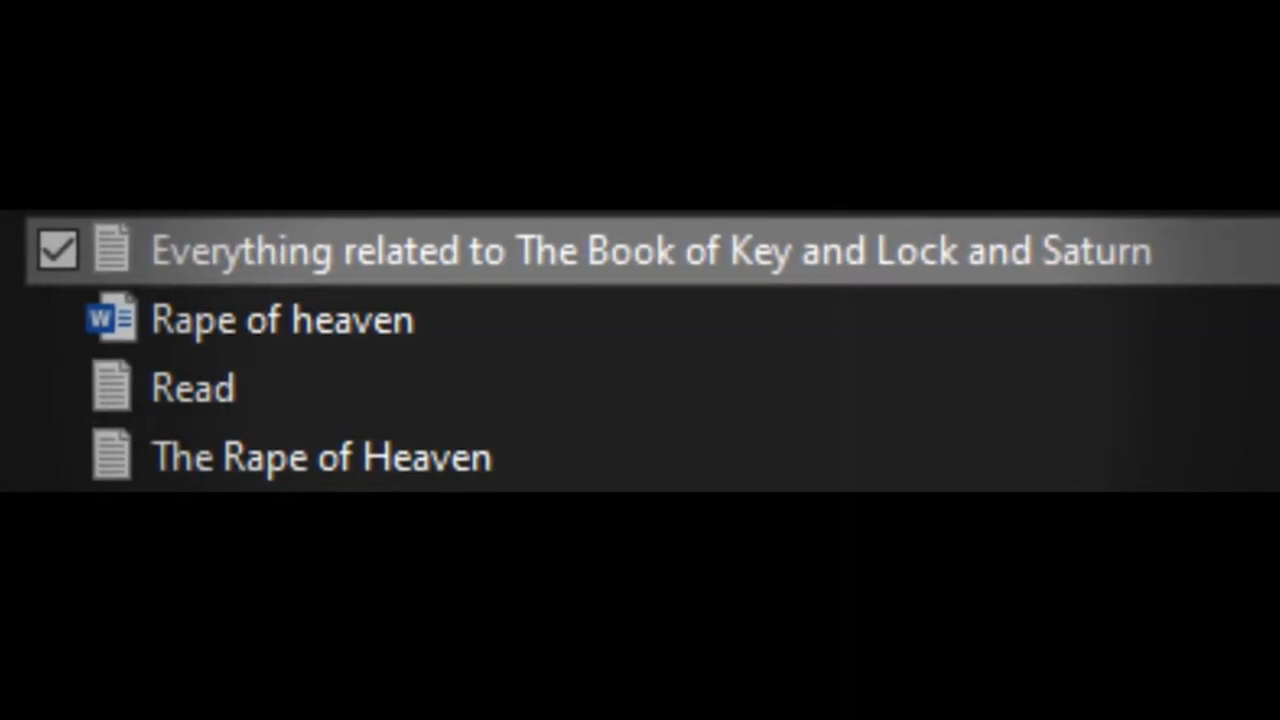 Everything related to The Book of Key and Lock and Saturn
W Rape of heaven
Read
The Rape of Heaven